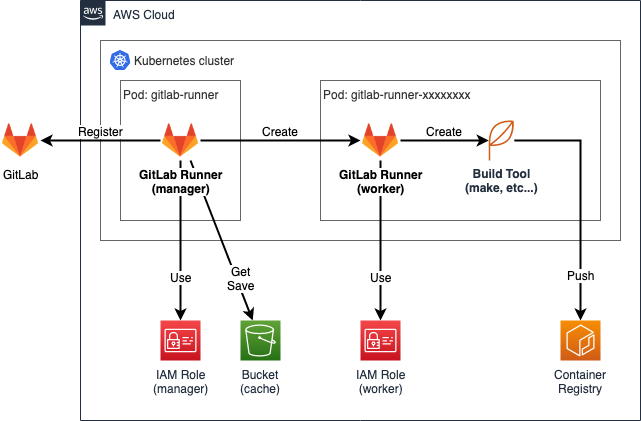 aws
AWS Cloud
Kubernetes cluster
Pod: gitlab-runner
Pod: gitlab-runner-xxxxxxxx
Register
Create
Create
GitLab
GitLab Runner
(manager)
GitLab Runner
(worker)
Build Tool
(make, etc...)
Use
Get
Save
Use
Push
IAM Role
(manager)
Bucket
(cache)
IAM Role
(worker)
Container
Registry